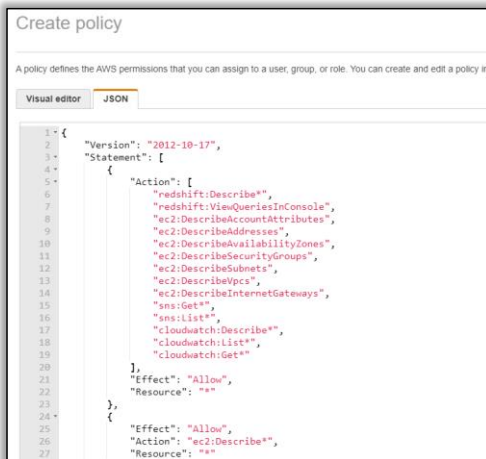 Create policy
A policy defines the AWS permissions that you can assign to a user, group, or role. You can create and edit a policy i
Visual editor JSON
1 {
2 "Version": "2012-10-17",
3 "Statement": [
4 {
5 "Action": [
6 "redshift:Describe*",
7 "redshift:ViewQueriesInConsole",
8 "ec2:DescribeAccountAttributes",
9 "ec2:DescribeAddresses",
10 "ec2:DescribeAvailabilityZones",
11 "ec2:DescribeSecurityGroups",
12 "ec2:DescribeSubnets",
13 "ec2:DescribeVpcs",
14 "ec2:DescribeInternetGateways",
15 "sns:Get*",
16 "sns:List*",
17 "cloudwatch:Describe*",
18 "cloudwatch:List*",
19 "cloudwatch:Get*"
20 ],
21 "Effect": "Allow",
22 "Resource": "*"
23 },
24 {
25 "Effect": "Allow",
26 "Action": "ec2:Describe*",
27 "Resource": "*"